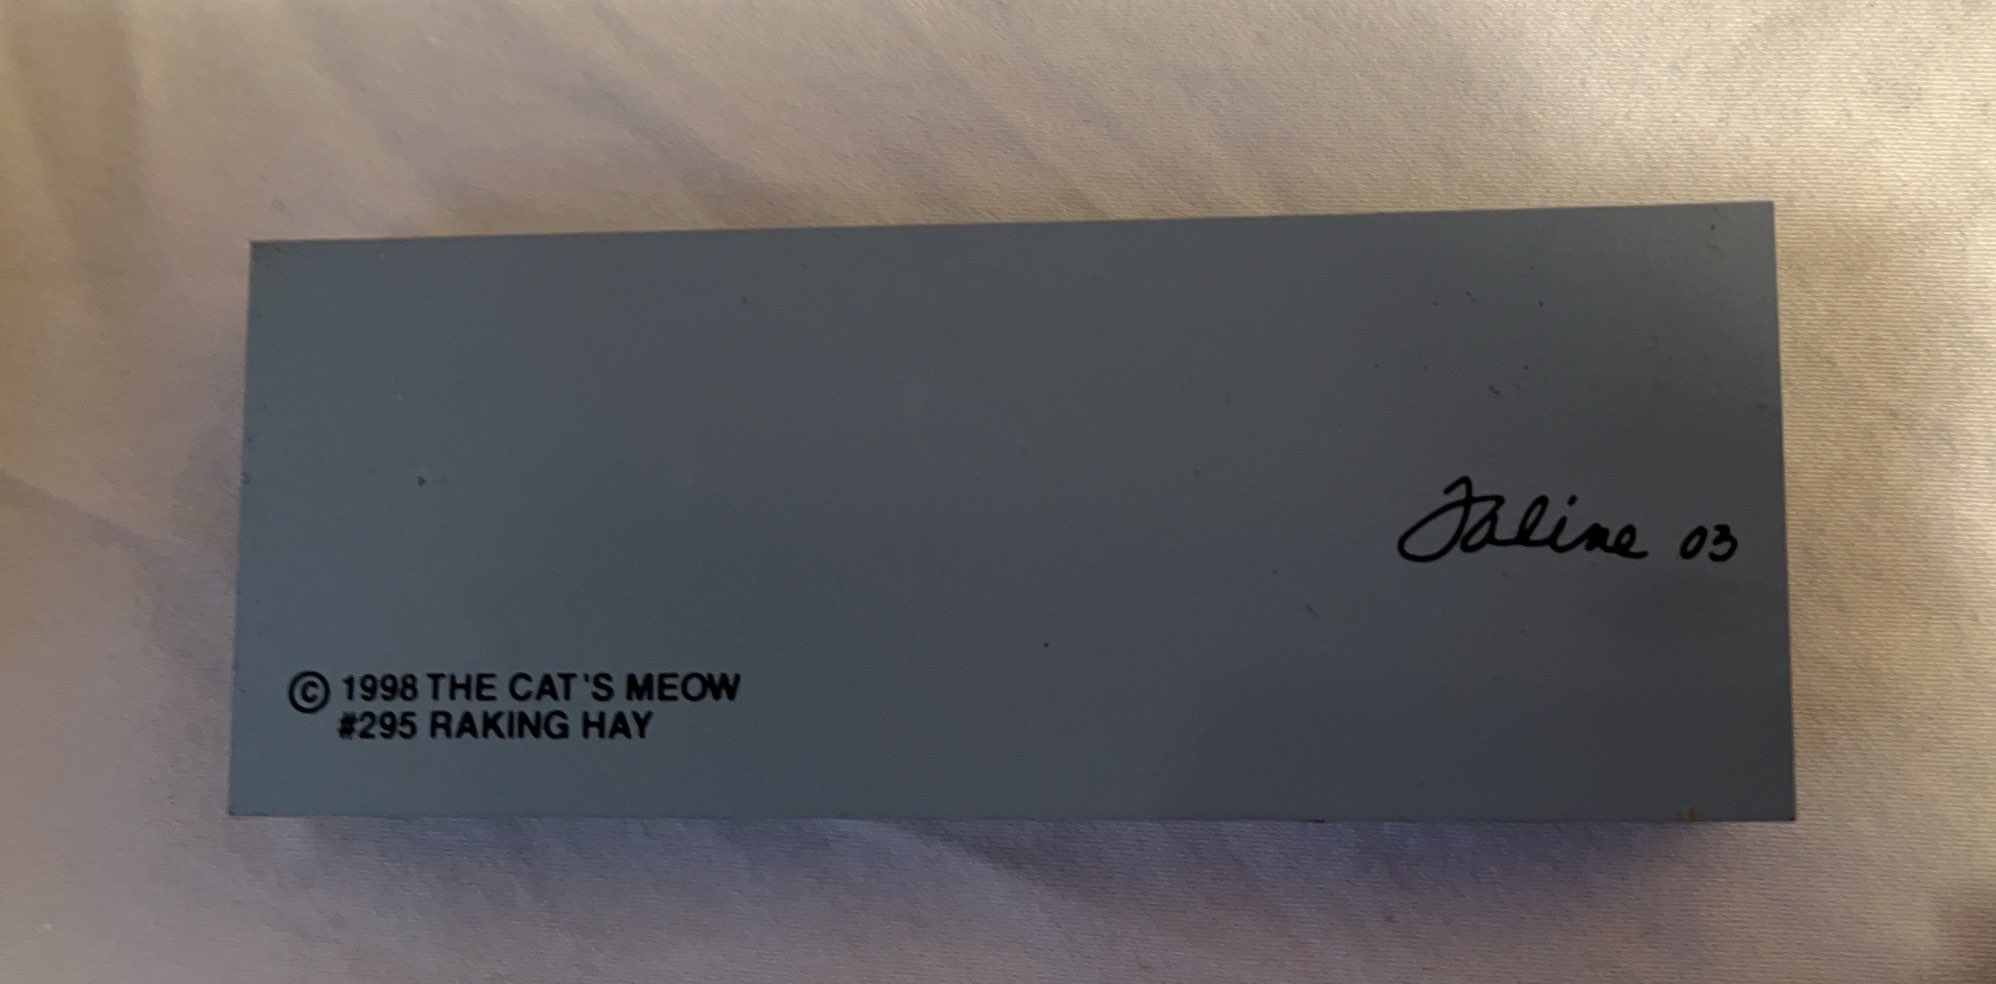 Faline 03
© 1998 THE CAT'S MEOW
#295 RAKING HAY